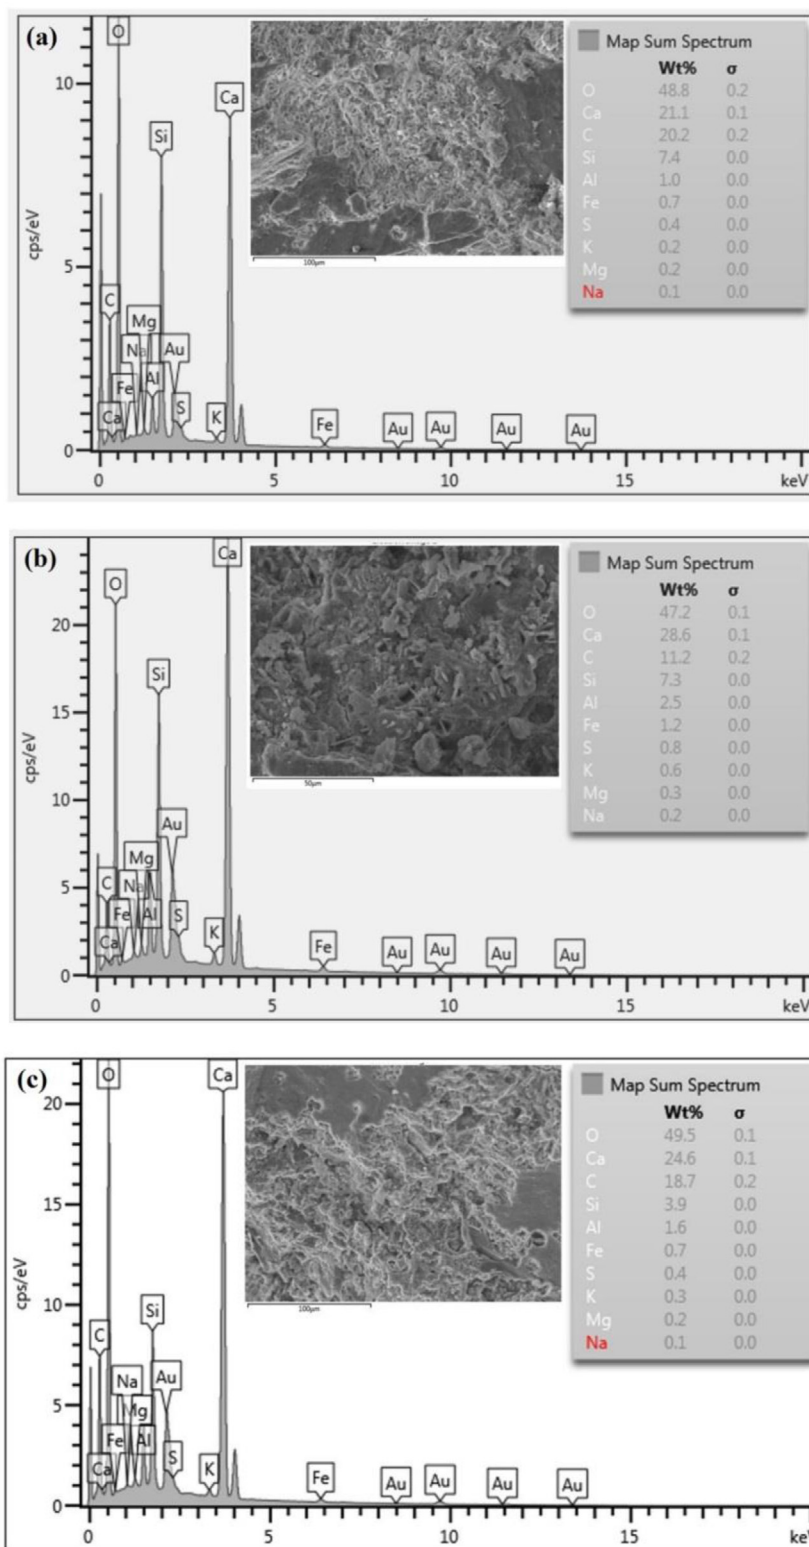 (a)
Map Sum Spectrum
Wt% σ
O 48.8 0.2
Ca 21.1 0.1
C 20.2 0.2
Si 7.4 0.0
Al 1.0 0.0
Fe 0.7 0.0
S 0.4 0.0
K 0.2 0.0
Mg 0.2 0.0
Na 0.1 0.0
O
Ca
Si
C
Mg
Na
Au
Fe
Al
S
Ca
K
Fe
Au
Au
Au
Au
cps/eV
10
5
0
0 5 10 15 keV
100µm
(b)
Map Sum Spectrum
Wt% σ
O 47.2 0.1
Ca 28.6 0.1
C 11.2 0.2
Si 7.3 0.0
Al 2.5 0.0
Fe 1.2 0.0
S 0.8 0.0
K 0.6 0.0
Mg 0.3 0.0
Na 0.2 0.0
Ca
O
Si
Au
Mg
C
Na
Fe
Al
S
Ca
K
Fe
Au
Au
Au
Au
cps/eV
20
15
10
5
0
0 5 10 15 keV
50µm
(c)
Map Sum Spectrum
Wt% σ
O 49.5 0.1
Ca 24.6 0.1
C 18.7 0.2
Si 3.9 0.0
Al 1.6 0.0
Fe 0.7 0.0
S 0.4 0.0
K 0.3 0.0
Mg 0.2 0.0
Na 0.1 0.0
O
Ca
Si
C
Na
Au
Mg
Fe
Al
S
Ca
K
Fe
Au
Au
Au
Au
cps/eV
20
15
10
5
0
0 5 10 15 keV
100µm